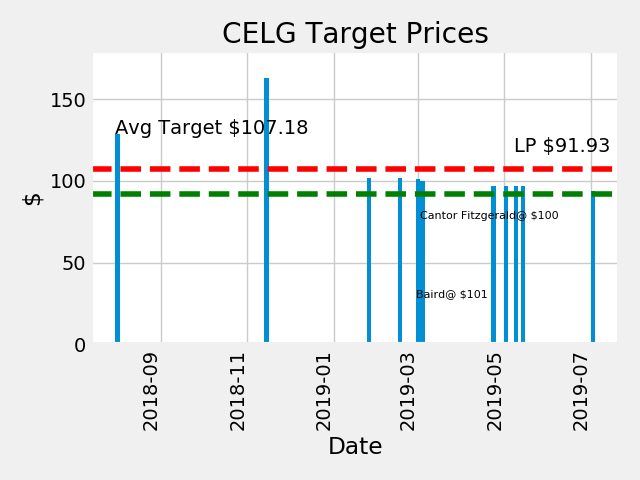 CELG Target Prices
150
Avg Target $107.18
LP $91.93
100
Cantor Fitzgerald@ $100
50
Baird@ $101
0
$
2018-09
2018-11
2019-01
2019-03
2019-05
2019-07
Date